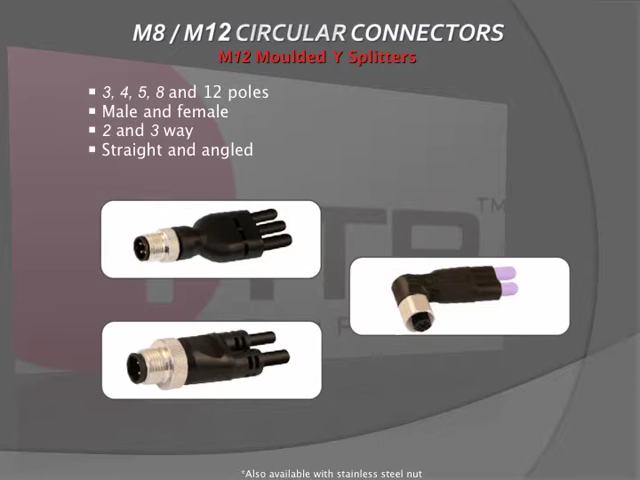 M8 / M12 CIRCULAR CONNECTORS
M12 Moulded Y Splitters
▪ 3, 4, 5, 8 and 12 poles
▪ Male and female
▪ 2 and 3 way
▪ Straight and angled
TM
*Also available with stainless steel nut